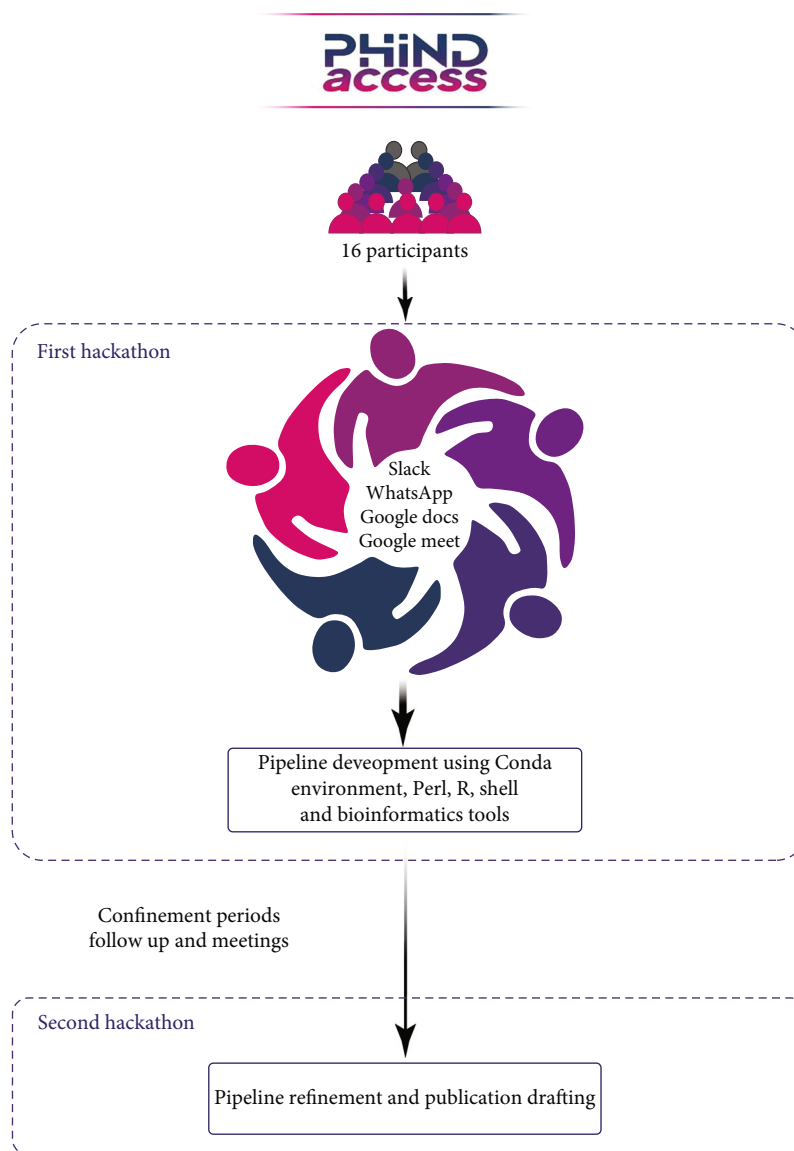 PHiND
access
16 participants
First hackathon
Slack
WhatsApp
Google docs
Google meet
Pipeline deveopment using Conda
environment, Perl, R, shell
and bioinformatics tools
Confinement periods
follow up and meetings
Second hackathon
Pipeline refinement and publication drafting